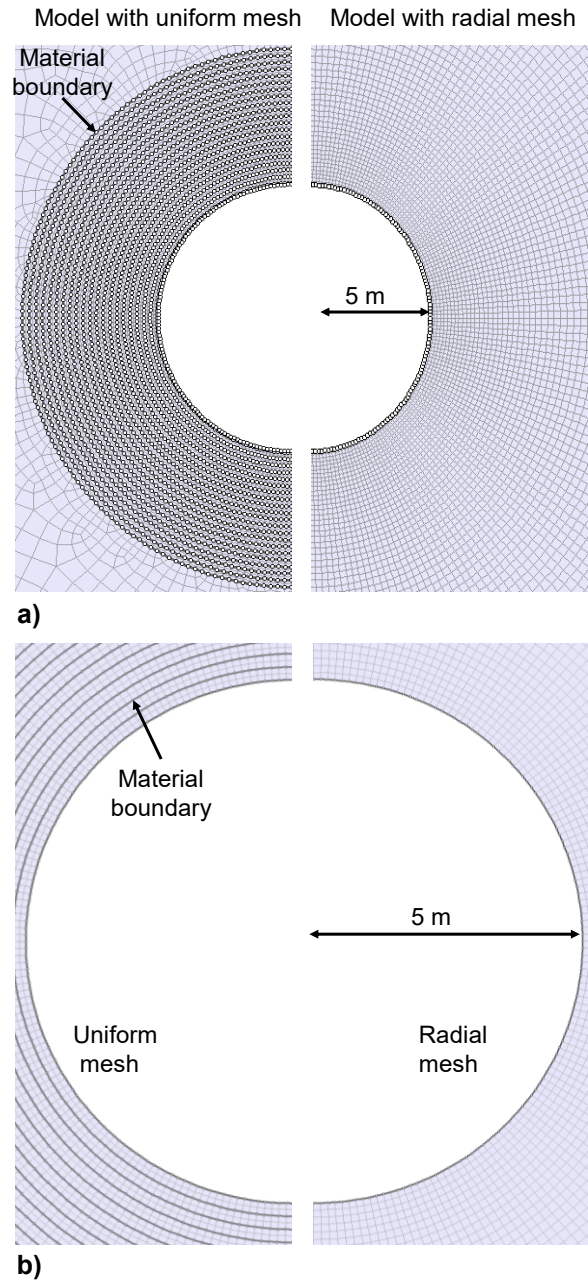 Model with uniform mesh
Model with radial mesh
Material
boundary
5 m
a)
Material
boundary
5 m
Uniform
mesh
Radial
mesh
b)